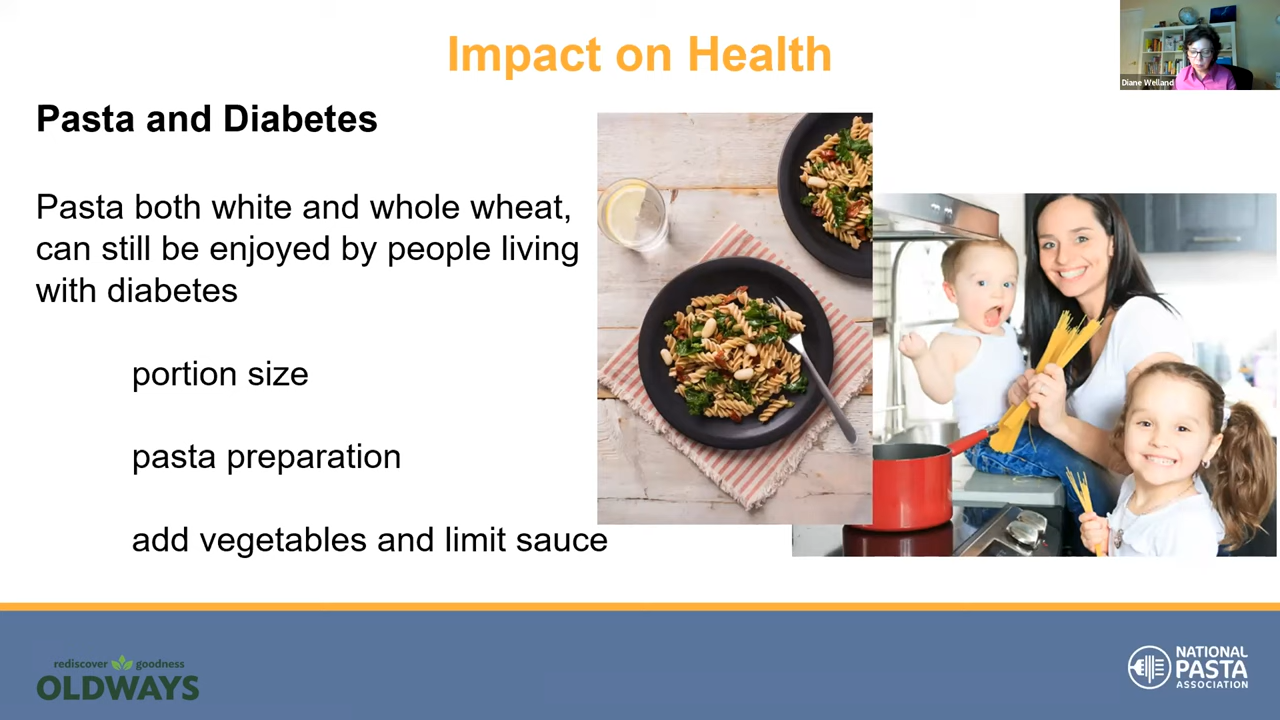 Impact on Health
Diane Welland
Pasta and Diabetes
Pasta both white and whole wheat,
can still be enjoyed by people living
with diabetes
portion size
pasta preparation
add vegetables and limit sauce
rediscover goodness
OLDWAYS
NATIONAL
PASTA
ASSOCIATION